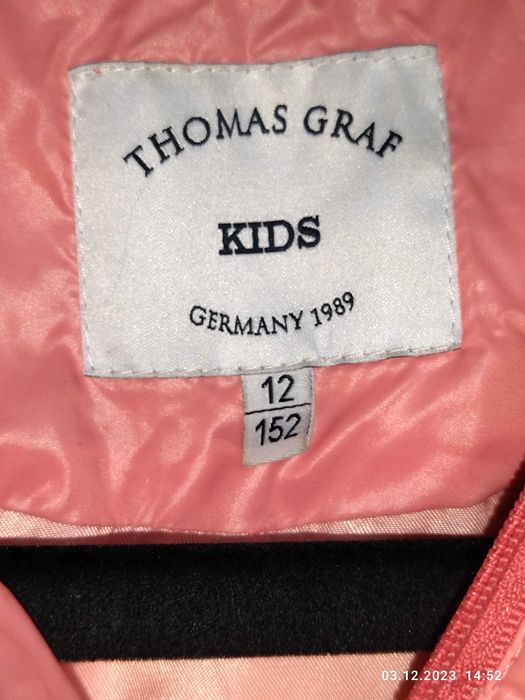 THOMAS GRAF
KIDS
GERMANY 1989
12
152
03.12.2023 14:52